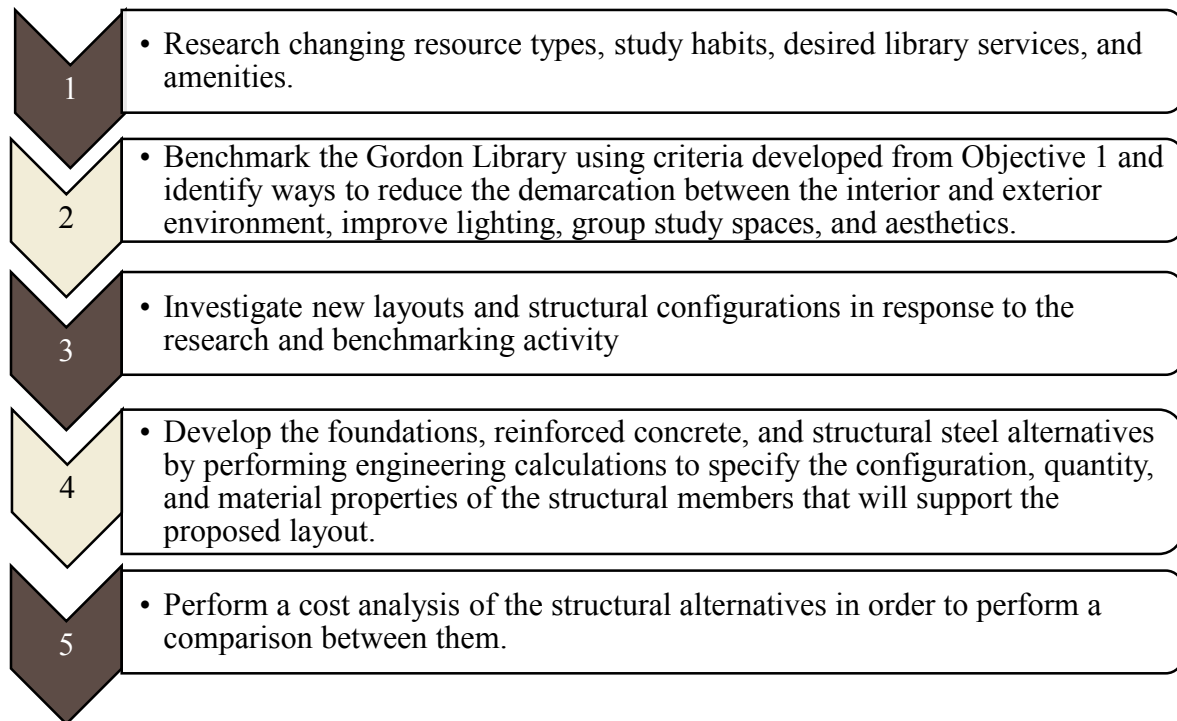 1
• Research changing resource types, study habits, desired library services, and
amenities.
2
• Benchmark the Gordon Library using criteria developed from Objective 1 and
identify ways to reduce the demarcation between the interior and exterior
environment, improve lighting, group study spaces, and aesthetics.
3
• Investigate new layouts and structural configurations in response to the
research and benchmarking activity
4
• Develop the foundations, reinforced concrete, and structural steel alternatives
by performing engineering calculations to specify the configuration, quantity,
and material properties of the structural members that will support the
proposed layout.
5
• Perform a cost analysis of the structural alternatives in order to perform a
comparison between them.